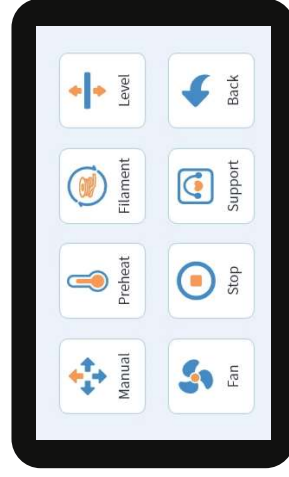 Manual
Preheat
Filament
Level
Fan
Stop
Support
Back